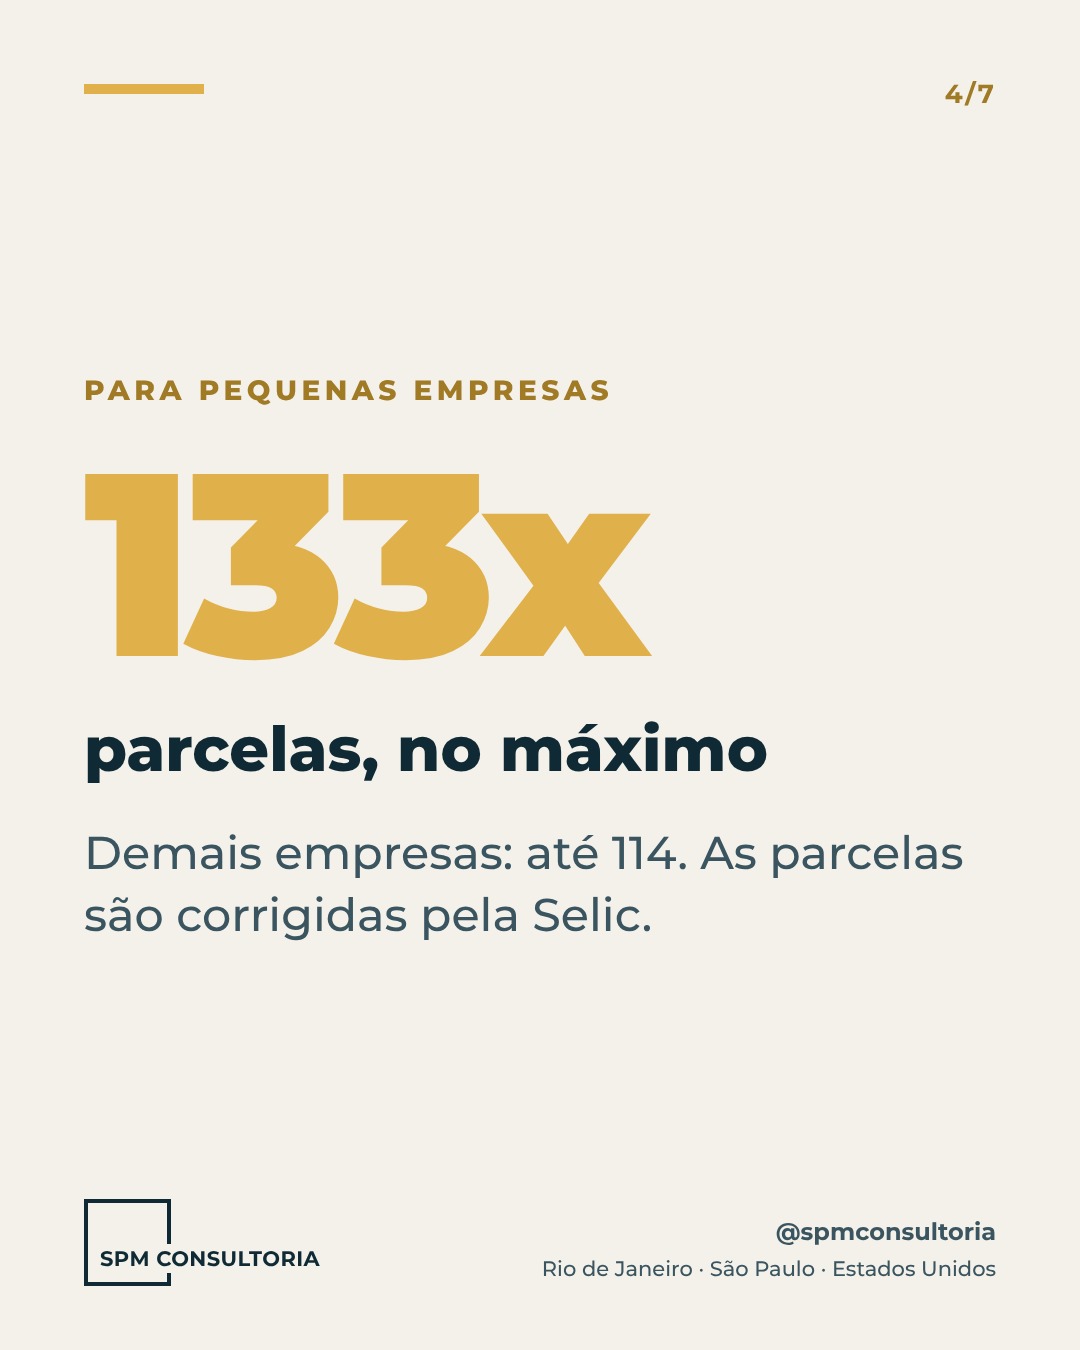 4/7
PARA PEQUENAS EMPRESAS
133x
parcelas, no máximo
Demais empresas: até 114. As parcelas
são corrigidas pela Selic.
SPM CONSULTORIA
@spmconsultoria
Rio de Janeiro · São Paulo · Estados Unidos